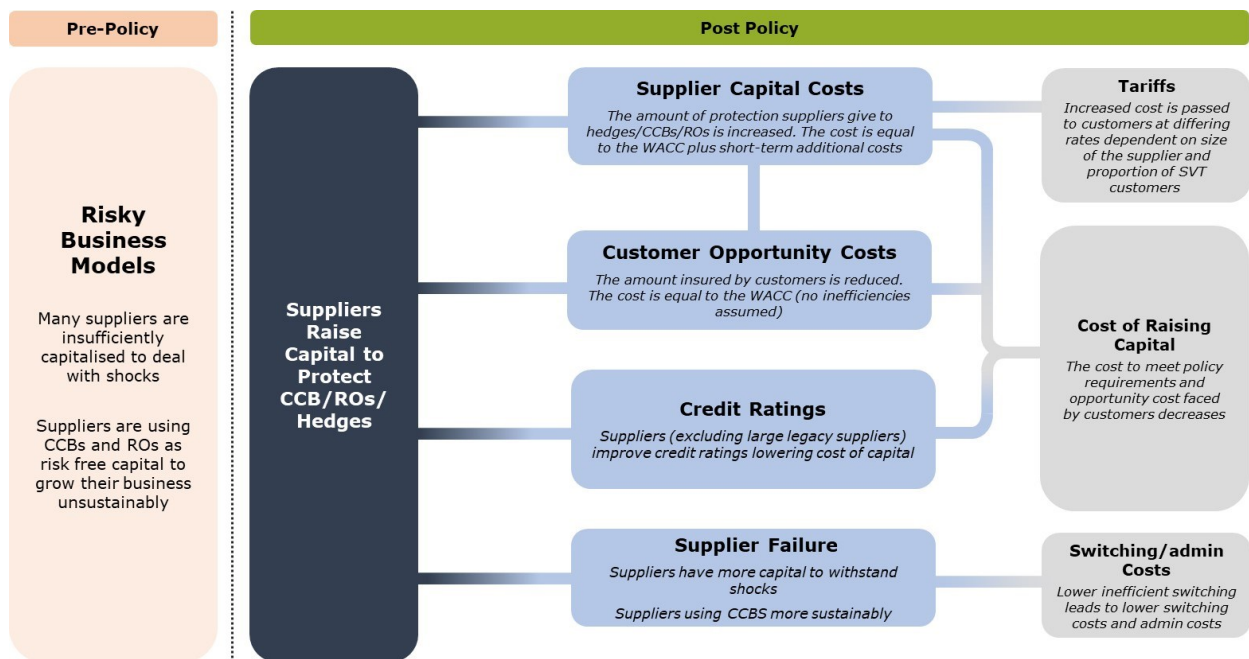 Pre-Policy
Post Policy
Risky
Business
Models
Many suppliers are
insufficiently
capitalised to deal
with shocks
Suppliers are using
CCBs and ROs as
risk free capital to
grow their business
unsustainably
Suppliers
Raise
Capital to
Protect
CCB/ROs/
Hedges
Supplier Capital Costs
The amount of protection suppliers give to
hedges/CCBs/ROs is increased. The cost is equal
to the WACC plus short-term additional costs
Customer Opportunity Costs
The amount insured by customers is reduced.
The cost is equal to the WACC (no inefficiencies
assumed)
Credit Ratings
Suppliers (excluding large legacy suppliers)
improve credit ratings lowering cost of capital
Supplier Failure
Suppliers have more capital to withstand
shocks
Suppliers using CCBS more sustainably
Tariffs
Increased cost is passed
to customers at differing
rates dependent on size
of the supplier and
proportion of SVT
customers
Cost of Raising
Capital
The cost to meet policy
requirements and
opportunity cost faced
by customers decreases
Switching/admin
Costs
Lower inefficient switching
leads to lower switching
costs and admin costs